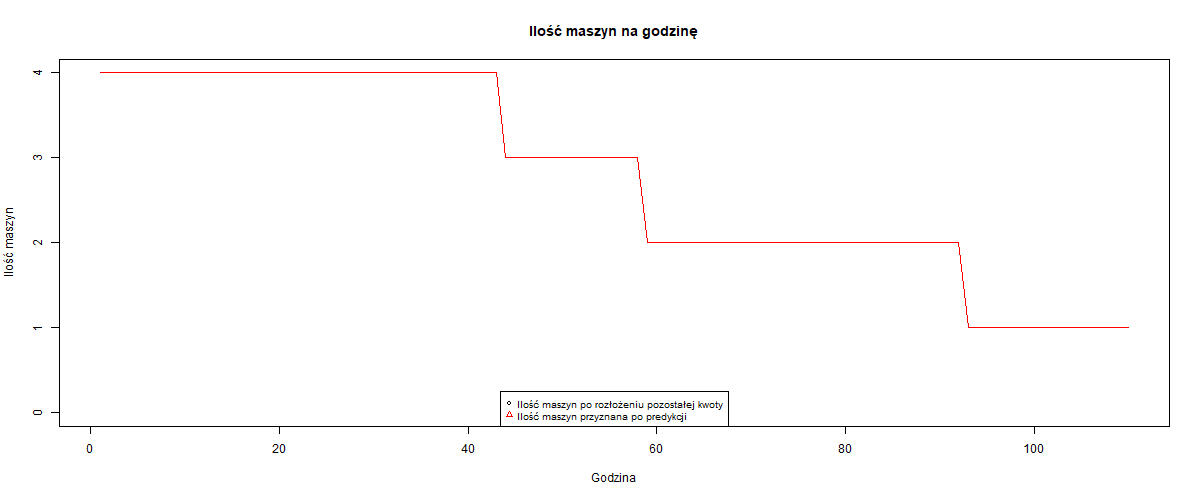 Ilość maszyn na godzinę
Ilość maszyn
4
3
2
1
0
Ilość maszyn po rozłożeniu pozostałej kwoty
Ilość maszyn przyznana po predykcji
0 20 40 60 80 100
Godzina